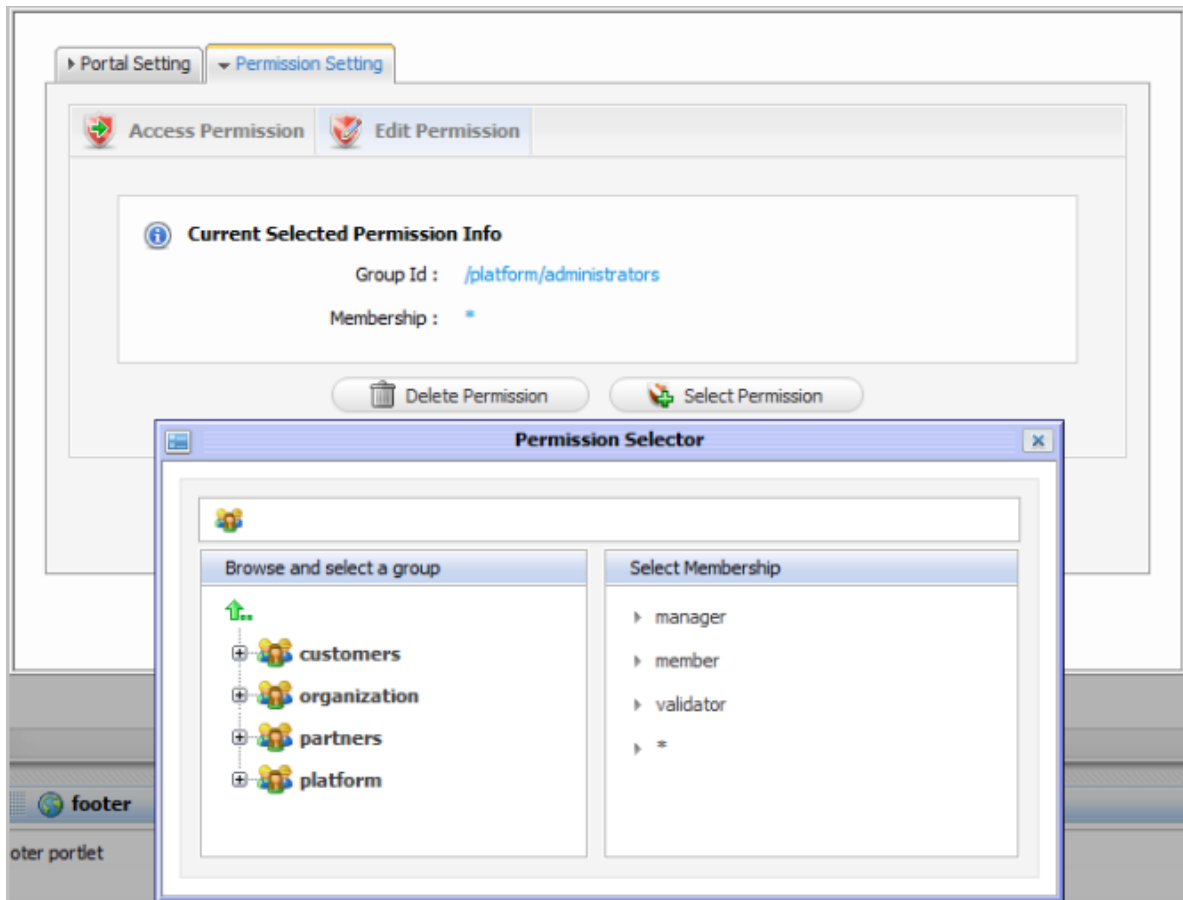 Portal Setting Permission Setting
Access Permission Edit Permission
Current Selected Permission Info
Group Id : /platform/administrators
Membership : *
Delete Permission Select Permission
Permission Selector
Browse and select a group
customers
organization
partners
platform
Select Membership
manager
member
validator
*
footer
oter portlet